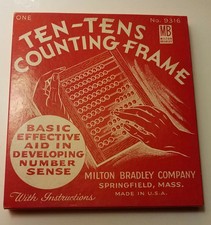 ONE
No. 9316
MB
TEN-TENS
COUNTING-FRAME
BASIC
EFFECTIVE
AID IN
DEVELOPING
NUMBER
SENSE
MILTON BRADLEY COMPANY
SPRINGFIELD, MASS.
MADE IN U.S.A.
With Instructions